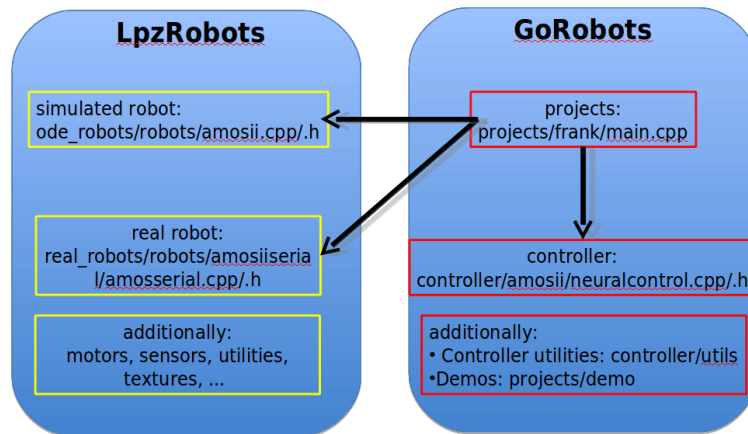 LpzRobots
simulated robot:
ode_robots/robots/amosii.cpp/.h
real robot:
real_robots/robots/amosiiseria
l/amosserial.cpp/.h
additionally:
motors, sensors, utilities,
textures, ...
GoRobots
projects:
projects/frank/main.cpp
controller:
controller/amosii/neuralcontrol.cpp/.h
additionally:
• Controller utilities: controller/utils
•Demos: projects/demo